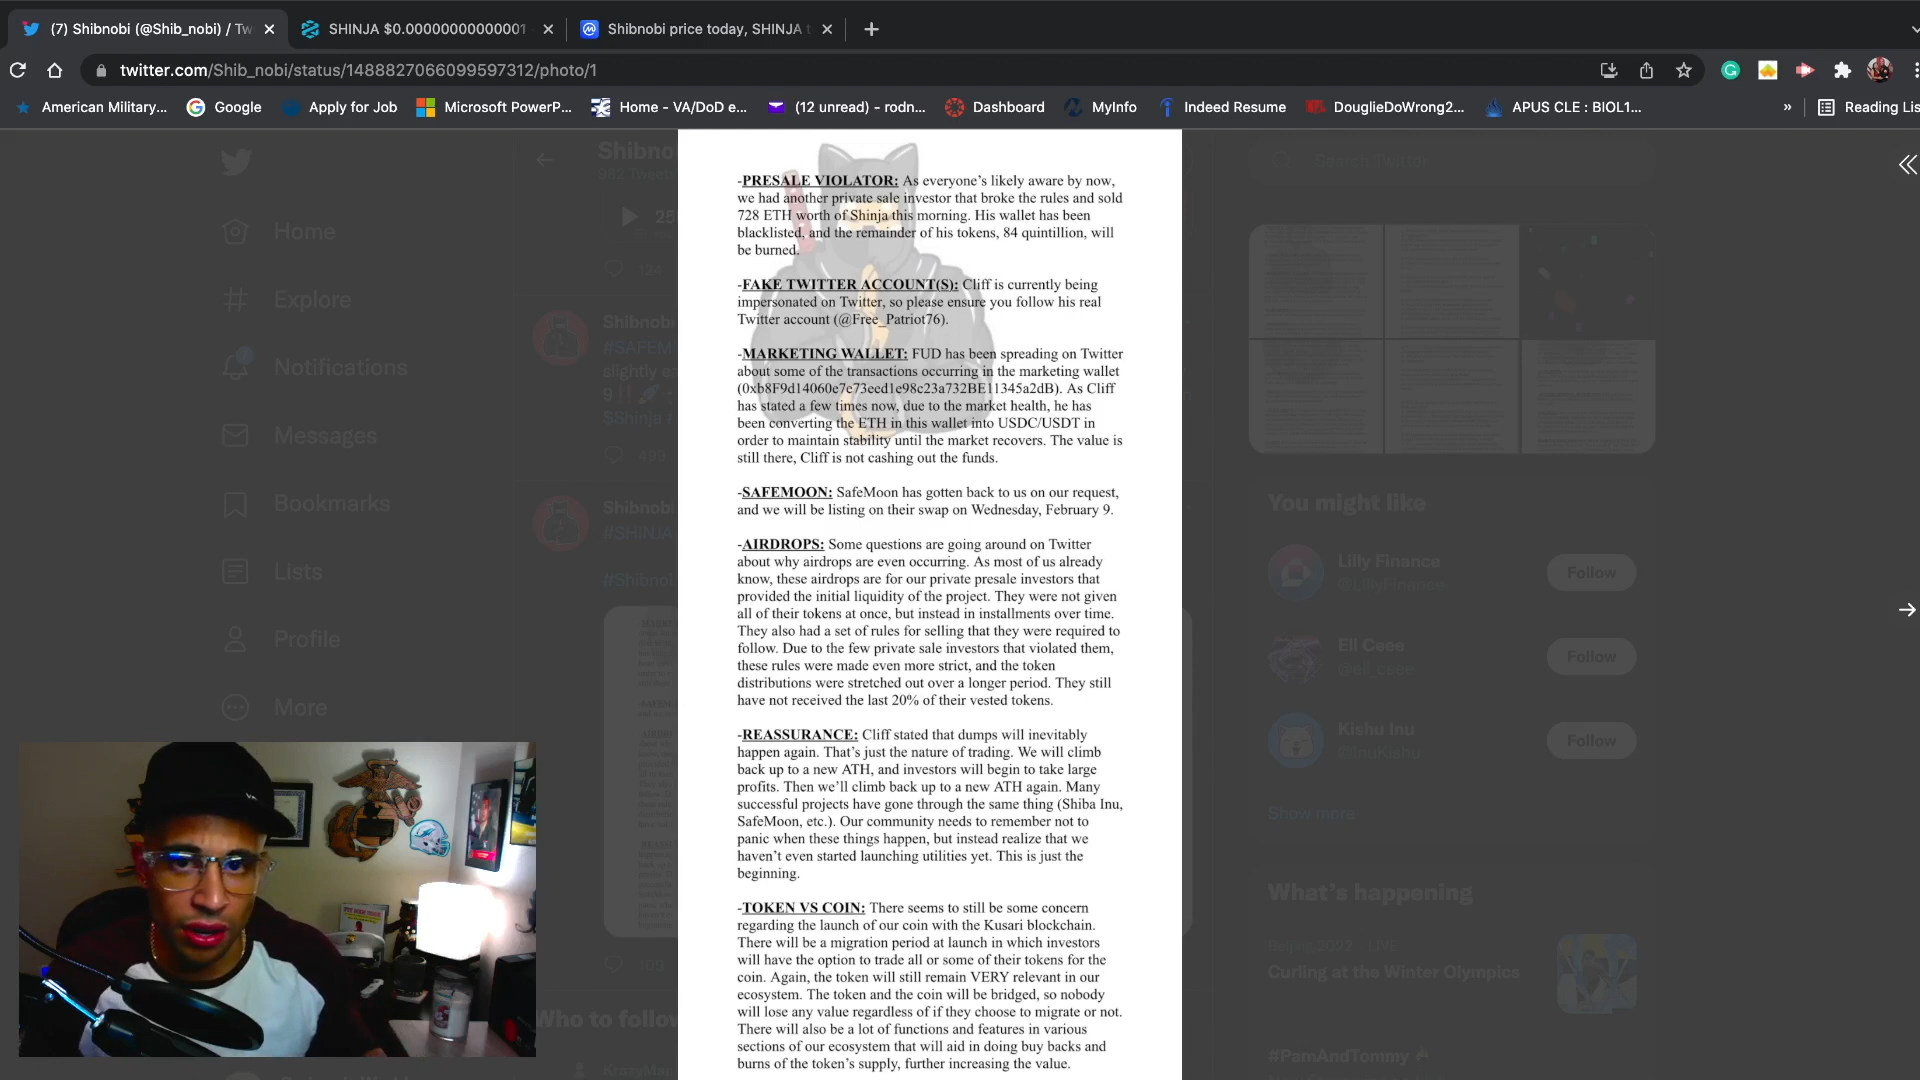 (7) Shibnobi (@Shib_nobi) / Tw
SHINJA $0.00000000000001
Shibnobi price today, SHINJA t
twitter.com/Shib_nobi/status/1488827066099597312/photo/1
American Military...
Google
Apply for Job
Microsoft PowerP...
Home - VA/DoD e...
(12 unread) - rodn...
Dashboard
MyInfo
Indeed Resume
DouglieDoWrong2...
APUS CLE : BIOL1...
»
Reading Lis
Shibno
982 Tweets
Search Twitter
Home
Explore
Notifications
Messages
Bookmarks
Lists
Profile
More
124
Shibnobi
#SAFEM
slightly e
499
Shibnobi
#SHINJA
#Shibnol
109
Who to follow
-PRESALE VIOLATOR: As everyone's likely aware by now,
we had another private sale investor that broke the rules and sold
728 ETH worth of Shinja this morning. His wallet has been
blacklisted, and the remainder of his tokens, 84 quintillion, will
be burned.
-FAKE TWITTER ACCOUNT(S): Cliff is currently being
impersonated on Twitter, so please ensure you follow his real
Twitter account (@Free_Patriot76).
-MARKETING WALLET: FUD has been spreading on Twitter
about some of the transactions occurring in the marketing wallet
(0xb8F9d14060e7e73eed1e98c23a732BE11345a2dB). As Cliff
has stated a few times now, due to the market health, he has
been converting the ETH in this wallet into USDC/USDT in
order to maintain stability until the market recovers. The value is
still there, Cliff is not cashing out the funds.
-SAFEMOON: SafeMoon has gotten back to us on our request,
and we will be listing on their swap on Wednesday, February 9.
-AIRDROPS: Some questions are going around on Twitter
about why airdrops are even occurring. As most of us already
know, these airdrops are for our private presale investors that
provided the initial liquidity of the project. They were not given
all of their tokens at once, but instead in installments over time.
They also had a set of rules for selling that they were required to
follow. Due to the few private sale investors that violated them,
these rules were made even more strict, and the token
distributions were stretched out over a longer period. They still
have not received the last 20% of their vested tokens.
-REASSURANCE: Cliff stated that dumps will inevitably
happen again. That's just the nature of trading. We will climb
back up to a new ATH, and investors will begin to take large
profits. Then we'll climb back up to a new ATH again. Many
successful projects have gone through the same thing (Shiba Inu,
SafeMoon, etc.). Our community needs to remember not to
panic when these things happen, but instead realize that we
haven't even started launching utilities yet. This is just the
beginning.
-TOKEN VS COIN: There seems to still be some concern
regarding the launch of our coin with the Kusari blockchain.
There will be a migration period at launch in which investors
will have the option to trade all or some of their tokens for the
coin. Again, the token will still remain VERY relevant in our
ecosystem. The token and the coin will be bridged, so nobody
will lose any value regardless of if they choose to migrate or not.
There will also be a lot of functions and features in various
sections of our ecosystem that will aid in doing buy backs and
burns of the token's supply, further increasing the value.
You might like
Lilly Finance
@LillyFinance
Follow
Ell Ceee
@ell_ceee
Follow
Kishu Inu
@InuKishu
Follow
Show more
What's happening
Beijing 2022 · LIVE
Curling at the Winter Olympics
#PamAndTommy